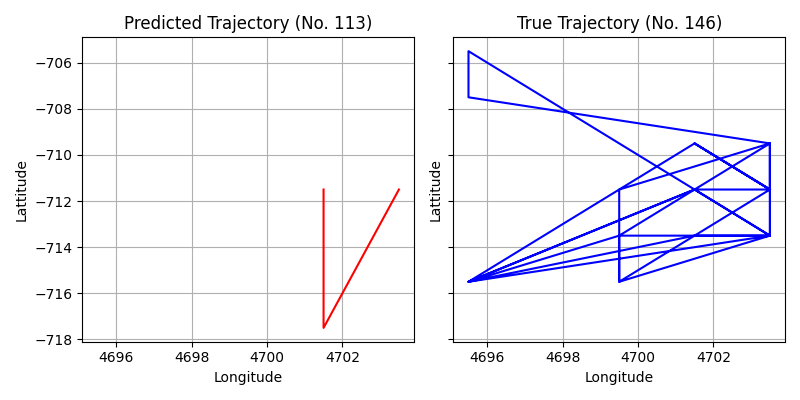 Predicted Trajectory (No. 113)
True Trajectory (No. 146)
−706
−708
−710
−712
−714
−716
−718
Lattitude
Lattitude
4696
4698
4700
4702
4696
4698
4700
4702
Longitude
Longitude